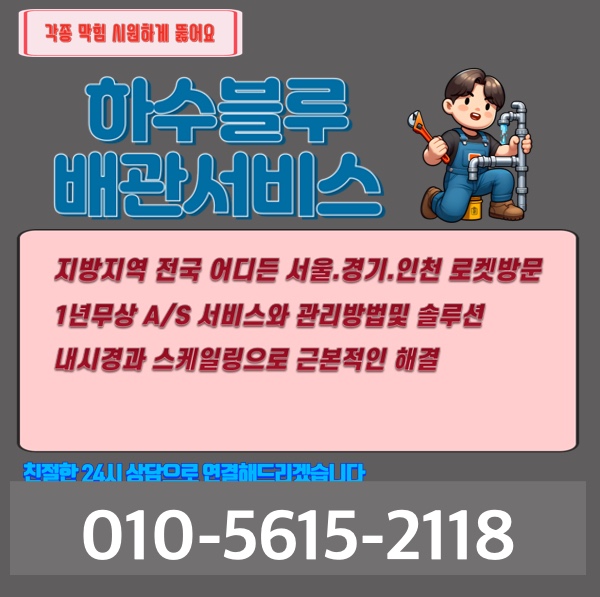 각종 막힘 시원하게 뚫어요
하수블루
배관서비스
지방지역 전국 어디든 서울.경기.인천 로켓방문
1년무상 A/S 서비스와 관리방법및 솔루션
내시경과 스케일링으로 근본적인 해결
친절한 24시 상담으로 연결해드리겠습니다
010-5615-2118